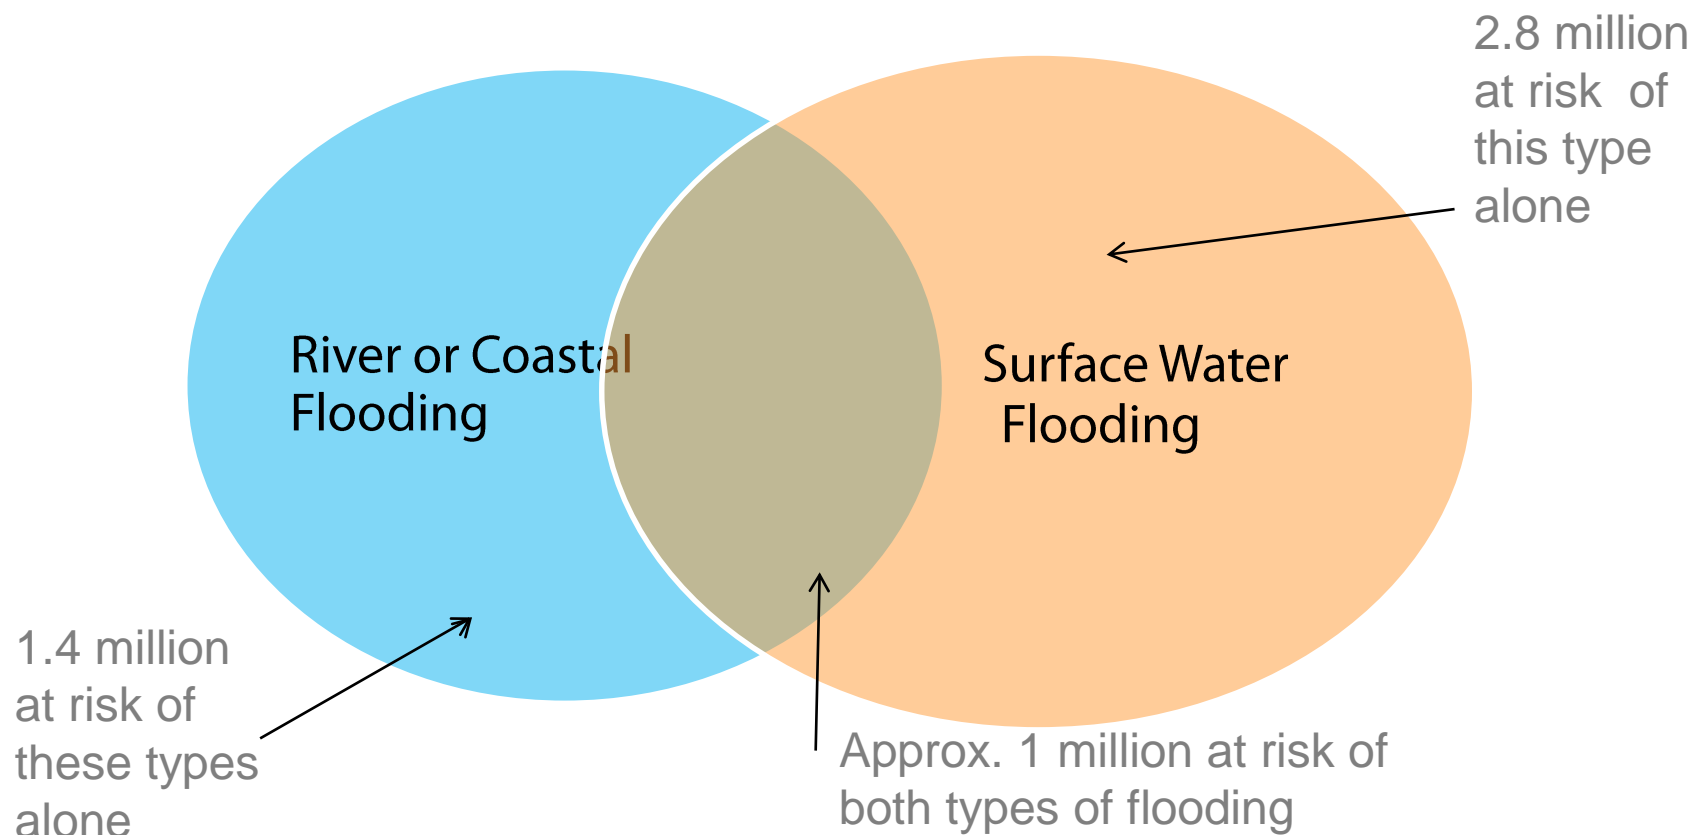 2.8 million
at risk  of
this type
alone
River or Coastal
Flooding
Surface Water
Flooding
1.4 million
at risk of
these types
alone
Approx. 1 million at risk of
both types of flooding